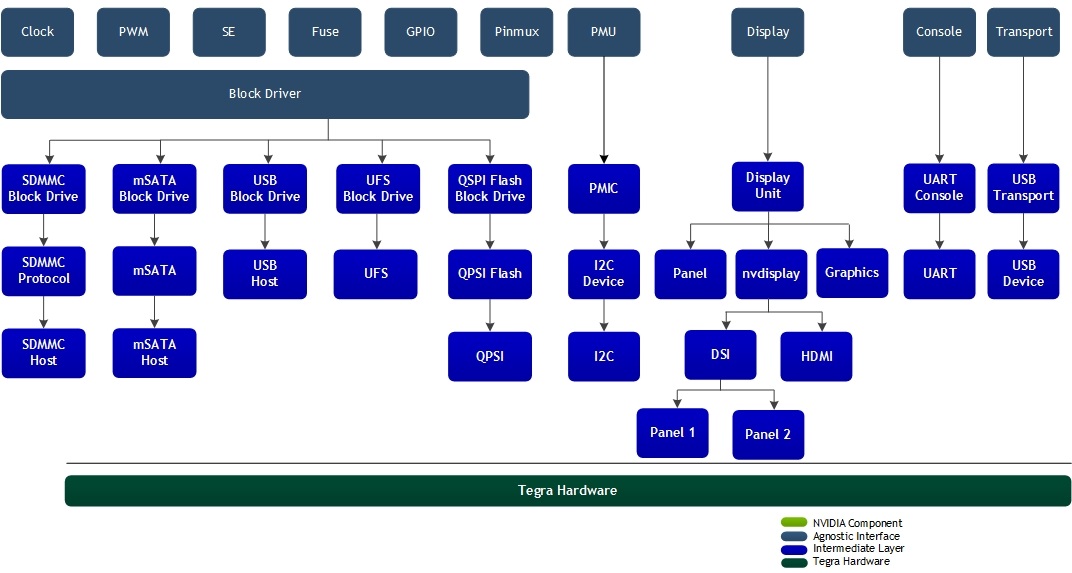 Clock
PWM
SE
Fuse
GPIO
Pinmux
PMU
Display
Console
Transport
Block Driver
SDMMC
Block Drive
mSATA
Block Drive
USB
Block Drive
UFS
Block Drive
QSPI Flash
Block Drive
PMIC
Display
Unit
UART
Console
USB
Transport
SDMMC
Protocol
mSATA
USB
Host
UFS
QPSI Flash
I2C
Device
Panel
nvdisplay
Graphics
UART
USB
Device
SDMMC
Host
mSATA
Host
QPSI
I2C
DSI
HDMI
Panel 1
Panel 2
Tegra Hardware
NVIDIA Component
Agnostic Interface
Intermediate Layer
Tegra Hardware